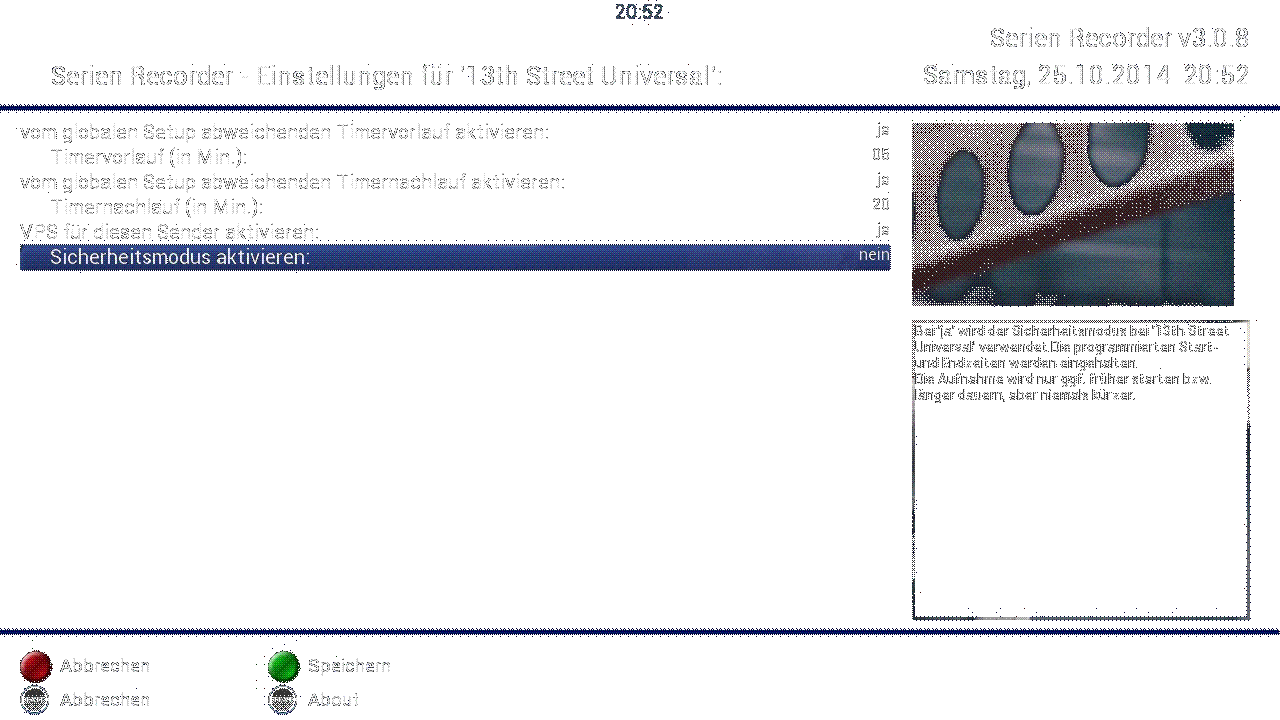 20:52
Serien Recorder v3.0.8
Serien Recorder - Einstellungen für '13th Street Universal':
Samstag, 25.10.2014 20:52
vom globalen Setup abweichenden Timervorlauf aktivieren: ja
Timervorlauf (in Min.): 05
vom globalen Setup abweichenden Timernachlauf aktivieren: ja
Timernachlauf (in Min.): 20
VPS für diesen Sender aktivieren: ja
Sicherheitsmodus aktivieren: nein
Bei 'ja' wird der Sicherheitsmodus bei '13th Street
Universal' verwendet.Die programmierten Start-
und Endzeiten werden eingehalten.
Die Aufnahme wird nur ggf. früher starten bzw.
länger dauern, aber niemals kürzer.
Abbrechen
Speichern
Abbrechen
About